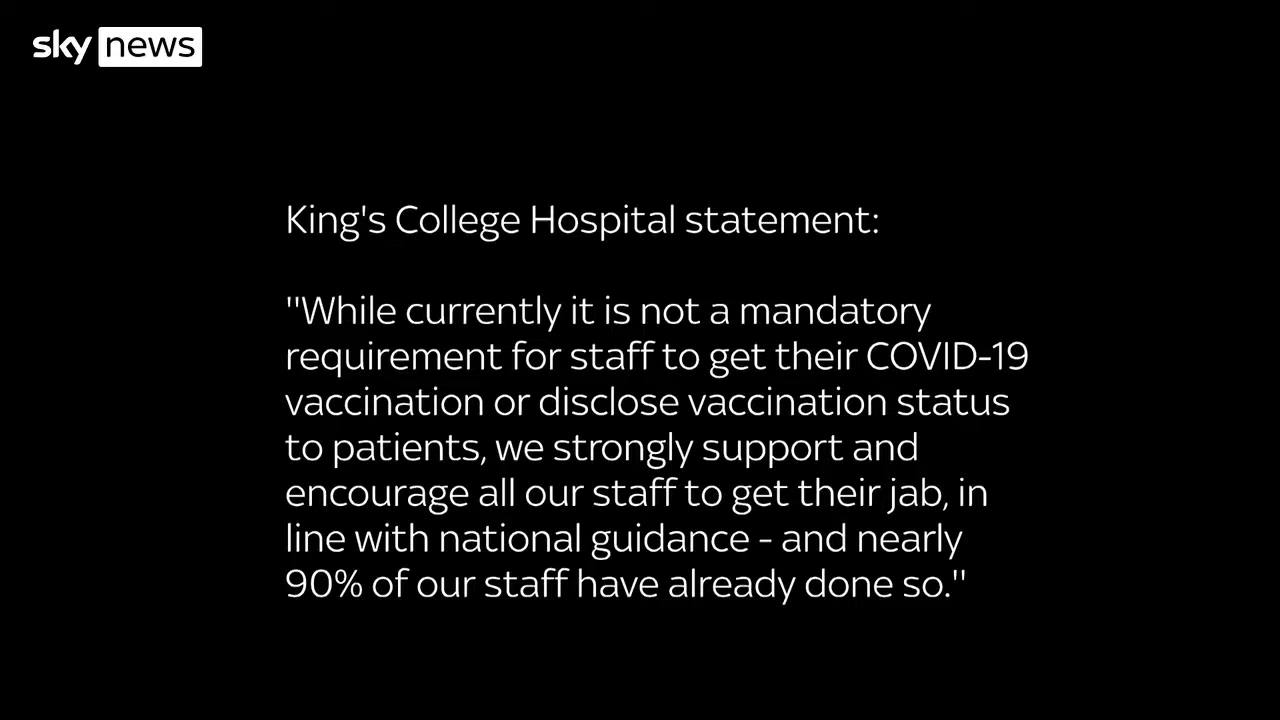 sky news
King's College Hospital statement:
"While currently it is not a mandatory
requirement for staff to get their COVID-19
vaccination or disclose vaccination status
to patients, we strongly support and
encourage all our staff to get their jab, in
line with national guidance - and nearly
90% of our staff have already done so."